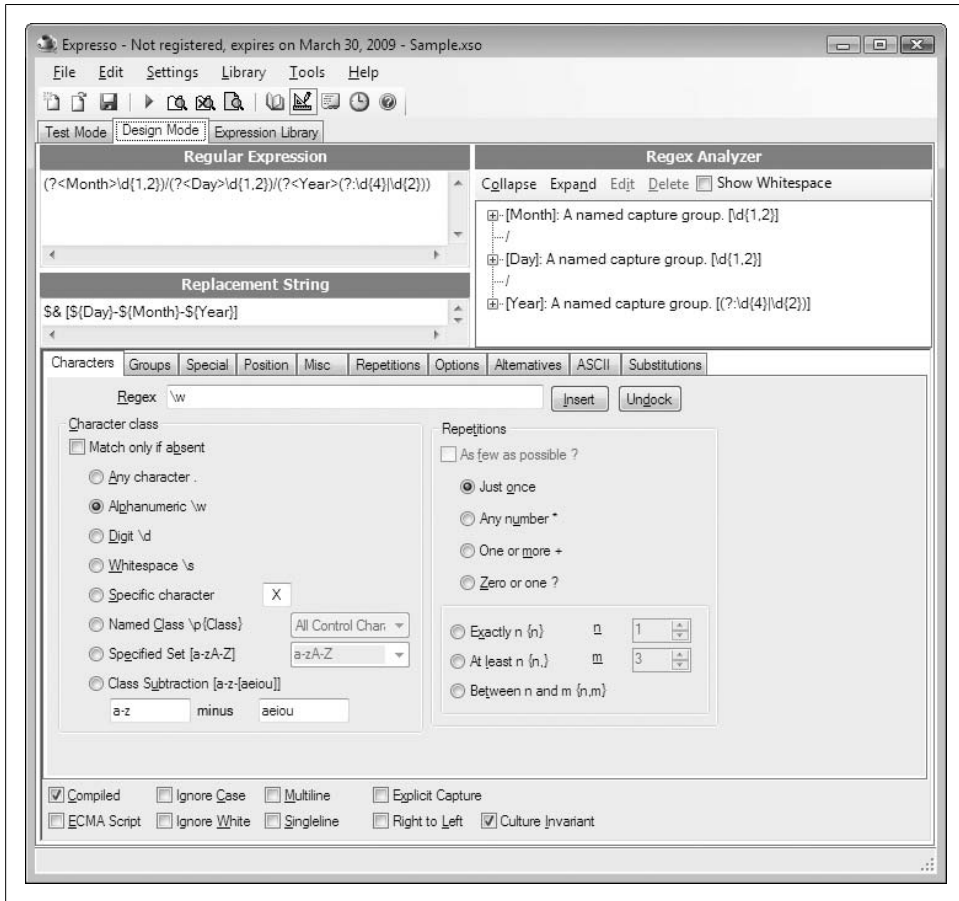 Expresso - Not registered, expires on March 30, 2009 - Sample.xso
File Edit Settings Library Tools Help
Test Mode Design Mode Expression Library
Regular Expression
(?<Month>\d{1,2})/(?<Day>\d{1,2})/(?<Year>(?:\d{4}|\d{2}))
Replacement String
$& [${Day}-${Month}-${Year}]
Regex Analyzer
Collapse Expand Edit Delete Show Whitespace
[Month]: A named capture group. [\d{1,2}]
/
[Day]: A named capture group. [\d{1,2}]
/
[Year]: A named capture group. [(?:\d{4}|\d{2})]
Characters Groups Special Position Misc Repetitions Options Alternatives ASCII Substitutions
Regex \w Insert Undock
Character class
Match only if absent
Any character .
Alphanumeric \w
Digit \d
Whitespace \s
Specific character X
Named Class \p{Class} All Control Char
Specified Set [a-zA-Z] a-zA-Z
Class Subtraction [a-z-[aeiou]]
a-z minus aeiou
Repetitions
As few as possible ?
Just once
Any number *
One or more +
Zero or one ?
Exactly n {n} n 1
At least n {n,} m 3
Between n and m {n,m}
Compiled Ignore Case Multiline Explicit Capture
ECMA Script Ignore White Singleline Right to Left Culture Invariant